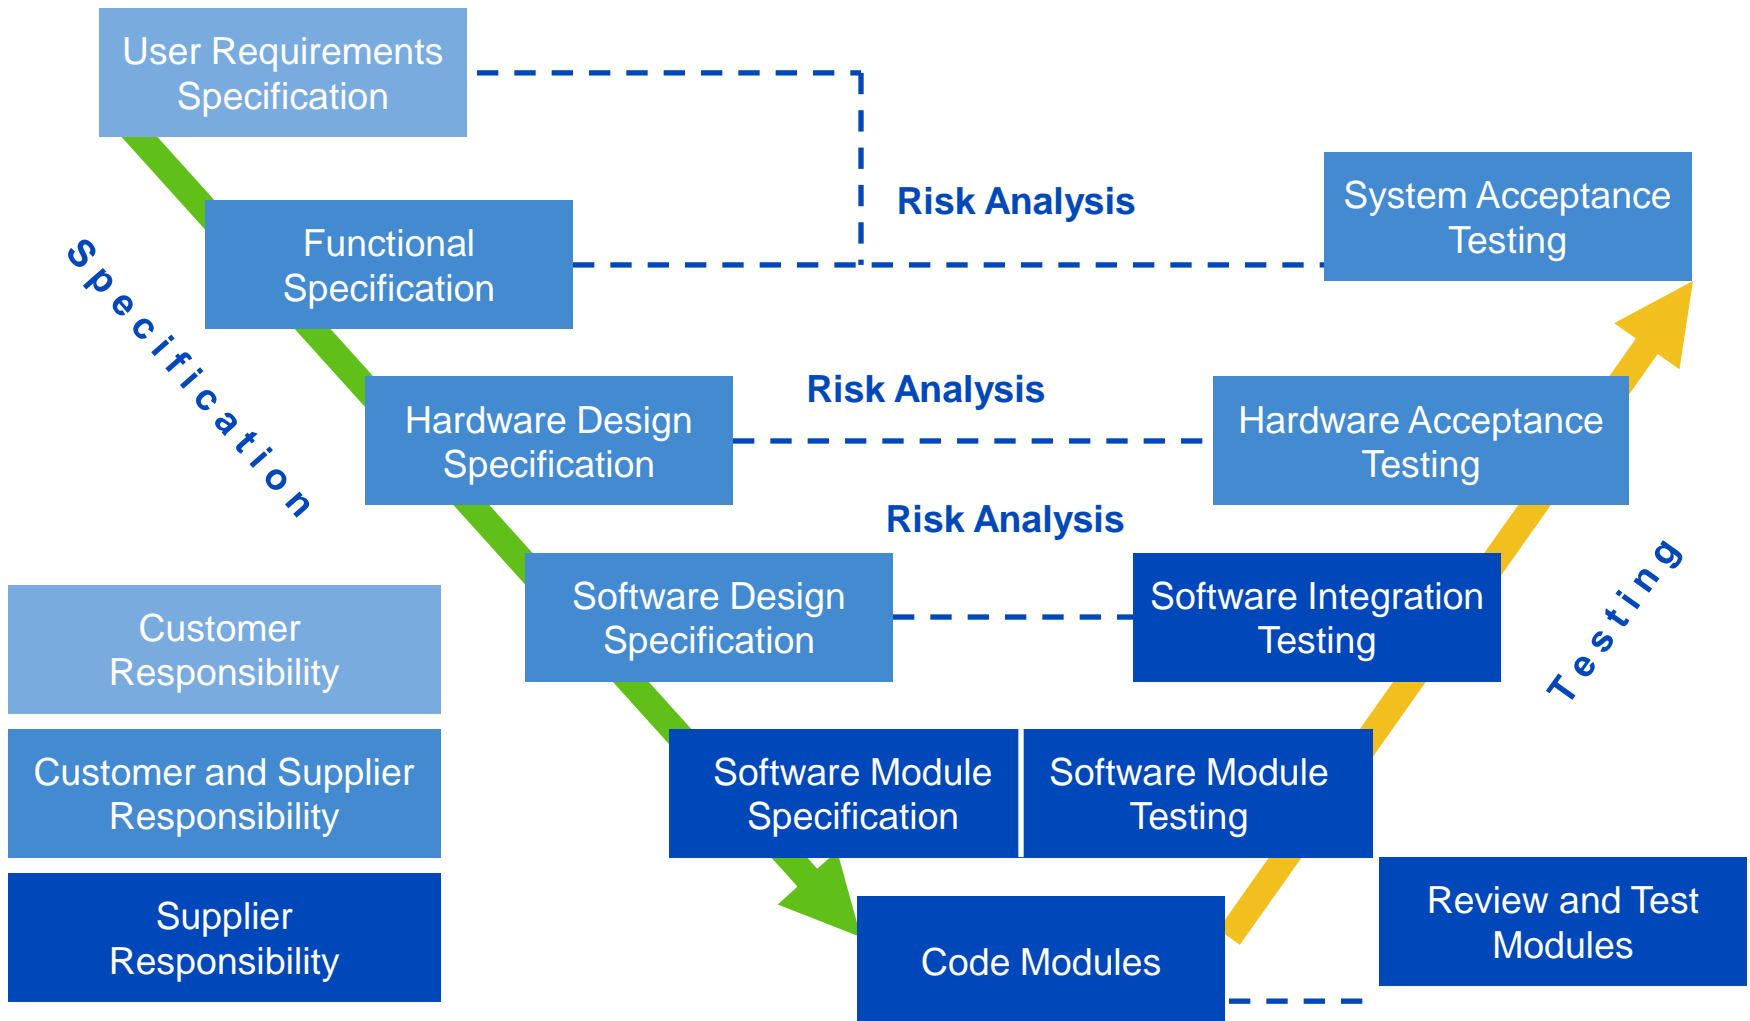 User Requirements
Specification
Risk Analysis
System Acceptance
Testing
Functional
Specification
Specification
Risk Analysis
Hardware Design
Specification
Hardware Acceptance
Testing
Risk Analysis
Software Design
Specification
Software Integration
Testing
Testing
Customer
Responsibility
Customer and Supplier
Responsibility
Supplier
Responsibility
Software Module
Specification
Software Module
Testing
Code Modules
Review and Test
Modules